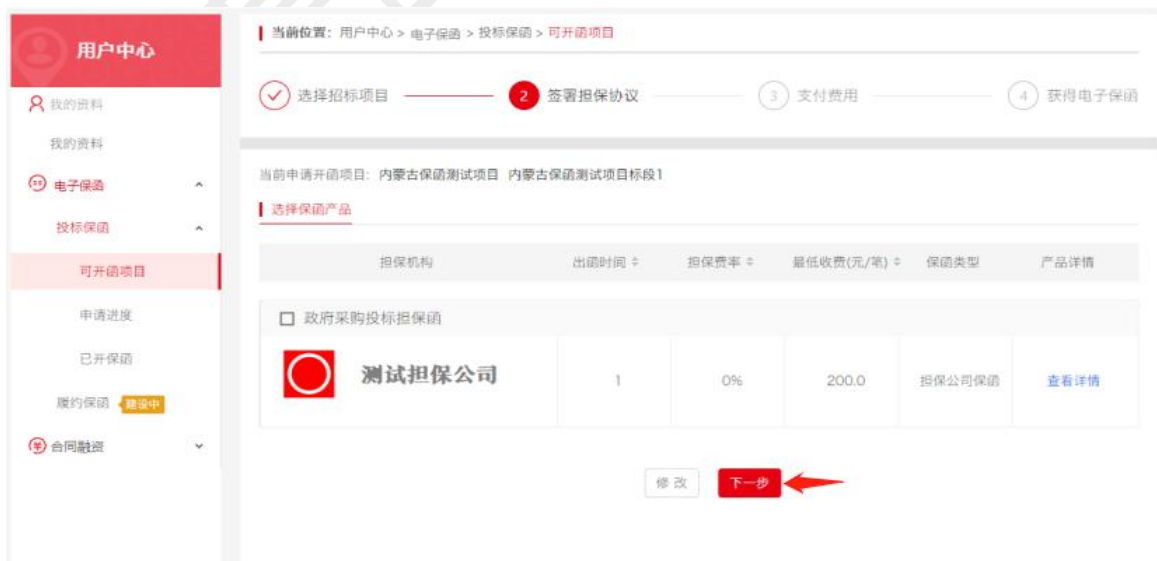 用户中心
我的资料
我的资料
电子保函
投标保函
可开函项目
申请进度
已开保函
履约保函 建设中
合同融资
当前位置：用户中心 > 电子保函 > 投标保函 > 可开函项目
选择招标项目 2 签署担保协议 3 支付费用 4 获得电子保函
当前申请开函项目：内蒙古保函测试项目 内蒙古保函测试项目标段1
选择保函产品
担保机构 出函时间 担保费率 最低收费(元/笔) 保函类型 产品详情
政府采购投标担保函
测试担保公司 1 0% 200.0 担保公司保函 查看详情
修改 下一步